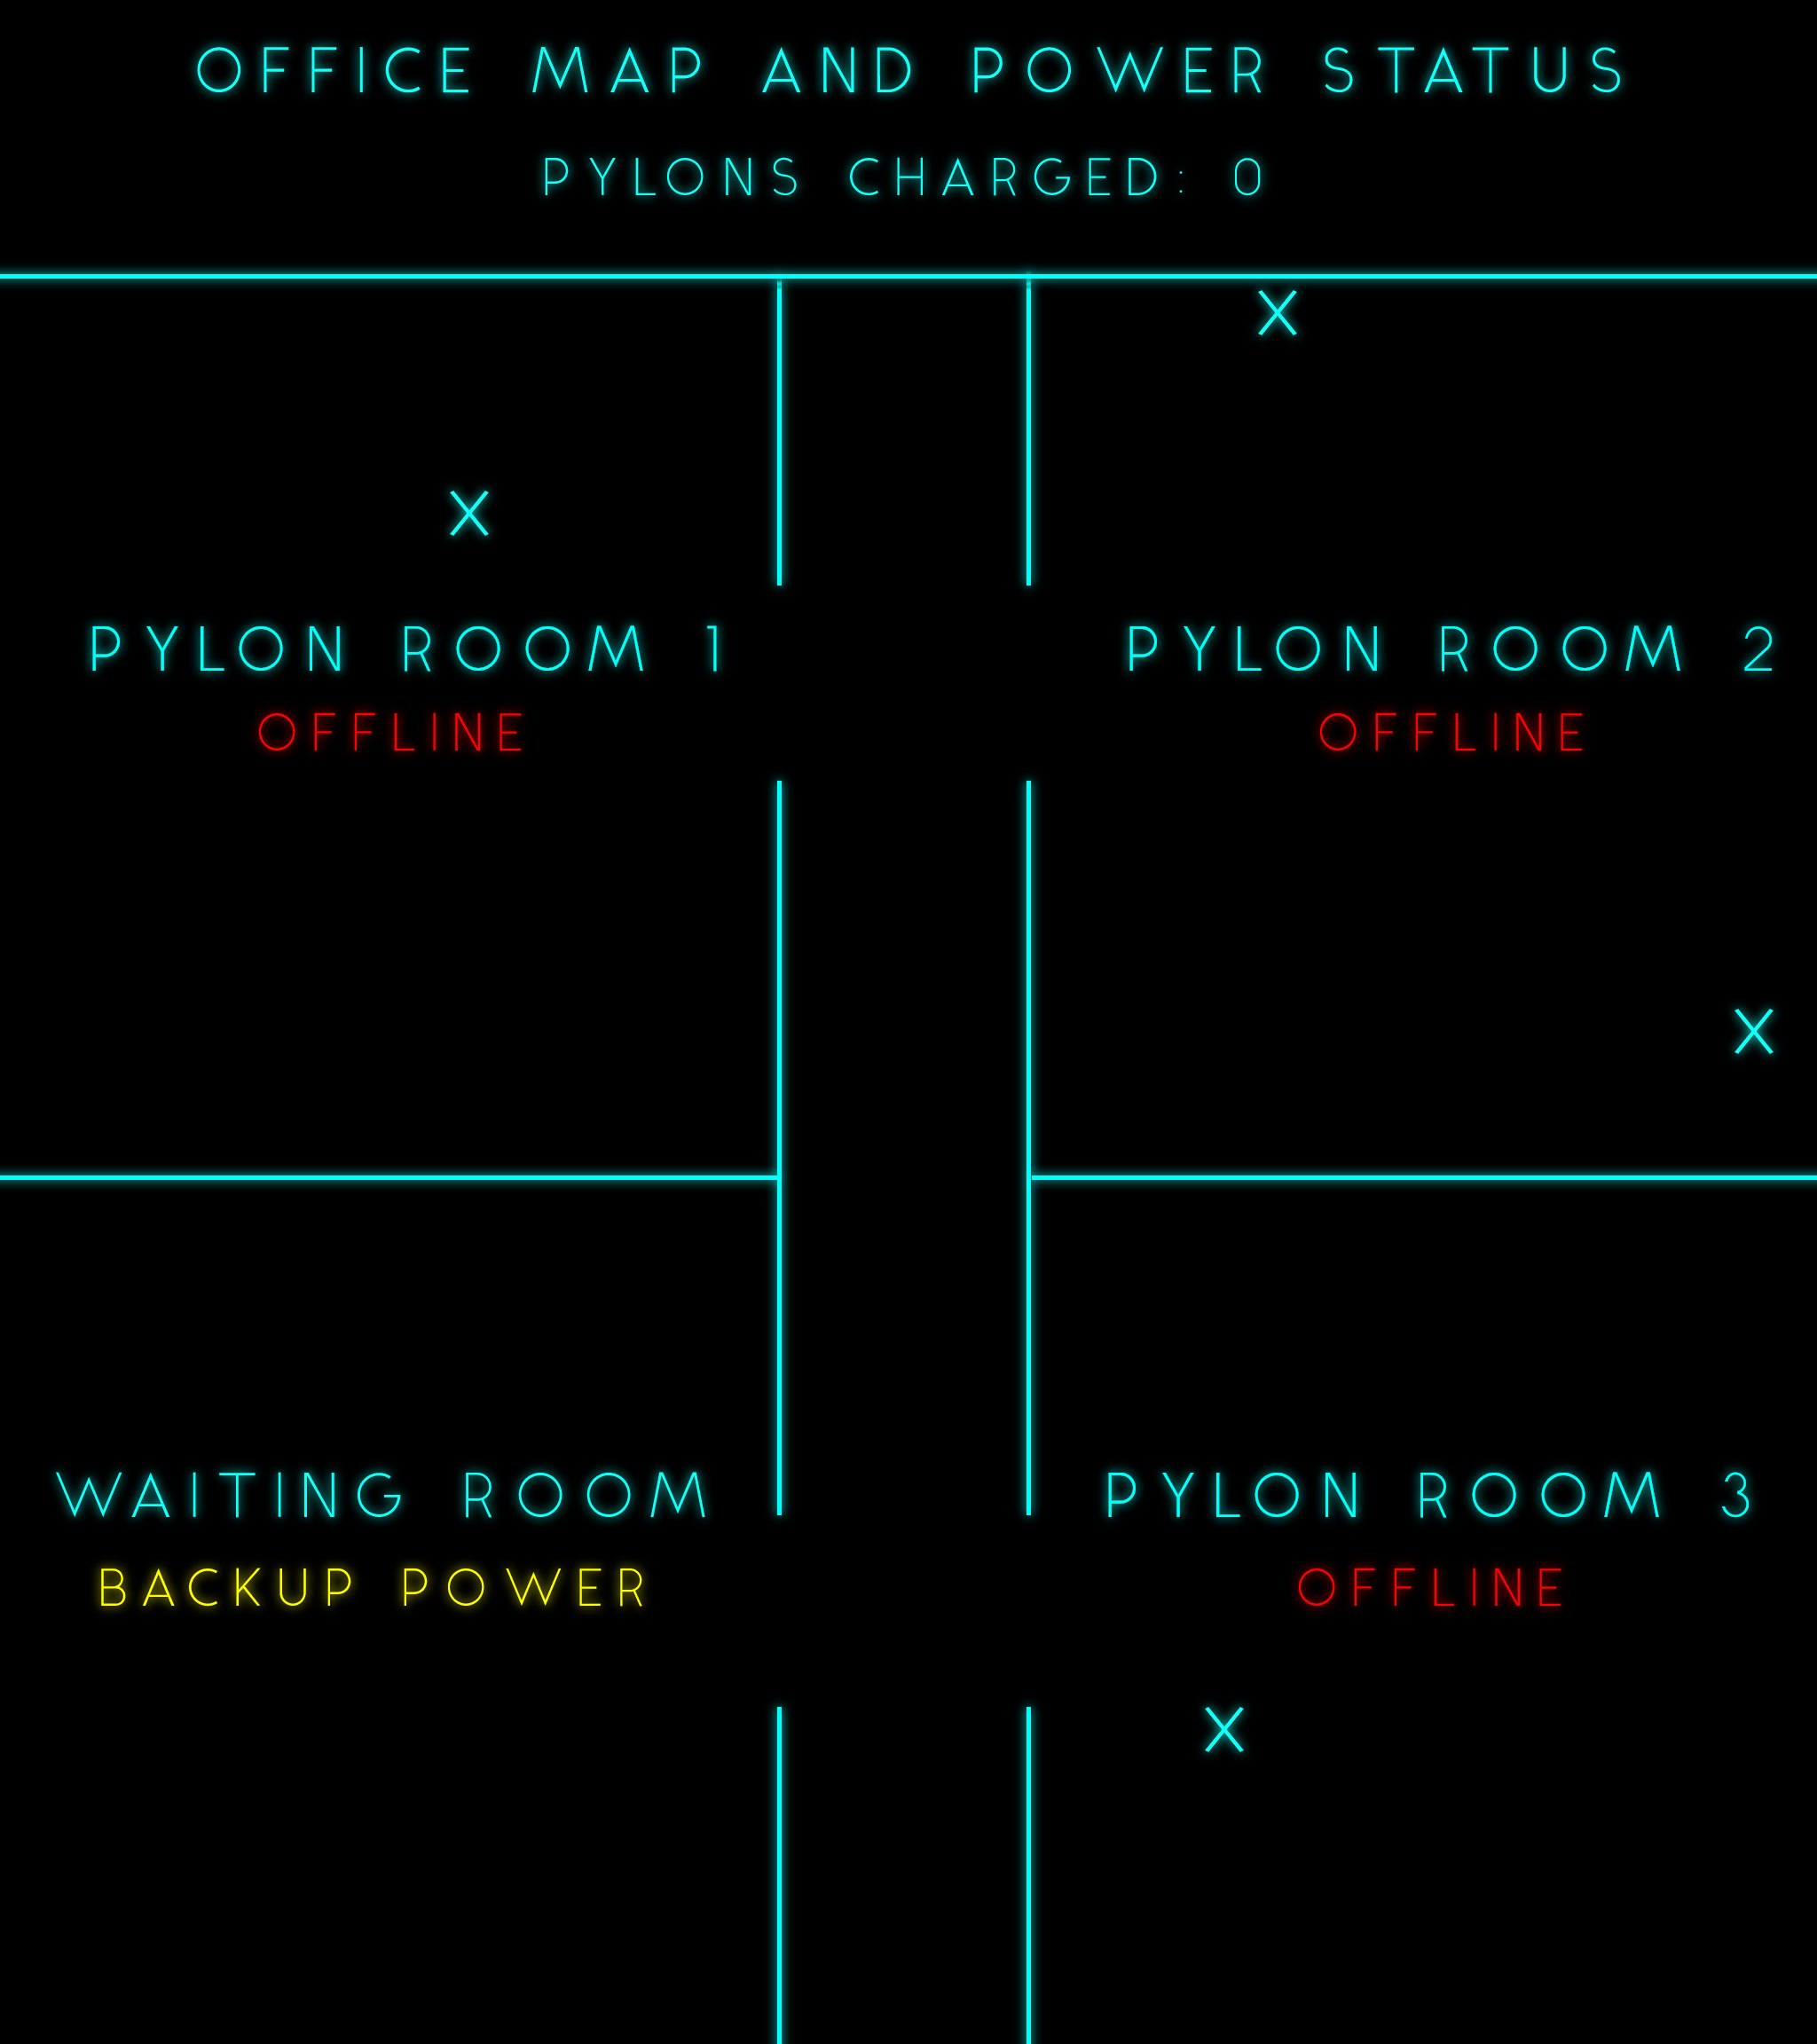 OFFICE MAP AND POWER STATUS
PYLONS CHARGED: 0
X
X
PYLON ROOM 1
OFFLINE
PYLON ROOM 2
OFFLINE
X
WAITING ROOM
BACKUP POWER
PYLON ROOM 3
OFFLINE
X